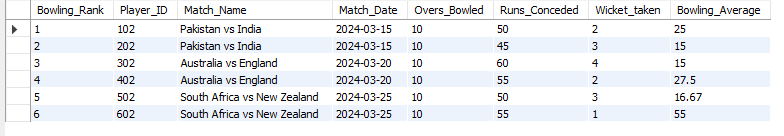 Bowling_Rank Player_ID Match_Name Match_Date Overs_Bowled Runs_Conceded Wicket_taken Bowling_Average
1 102 Pakistan vs India 2024-03-15 10 50 2 25
2 202 Pakistan vs India 2024-03-15 10 45 3 15
3 302 Australia vs England 2024-03-20 10 60 4 15
4 402 Australia vs England 2024-03-20 10 55 2 27.5
5 502 South Africa vs New Zealand 2024-03-25 10 50 3 16.67
6 602 South Africa vs New Zealand 2024-03-25 10 55 1 55